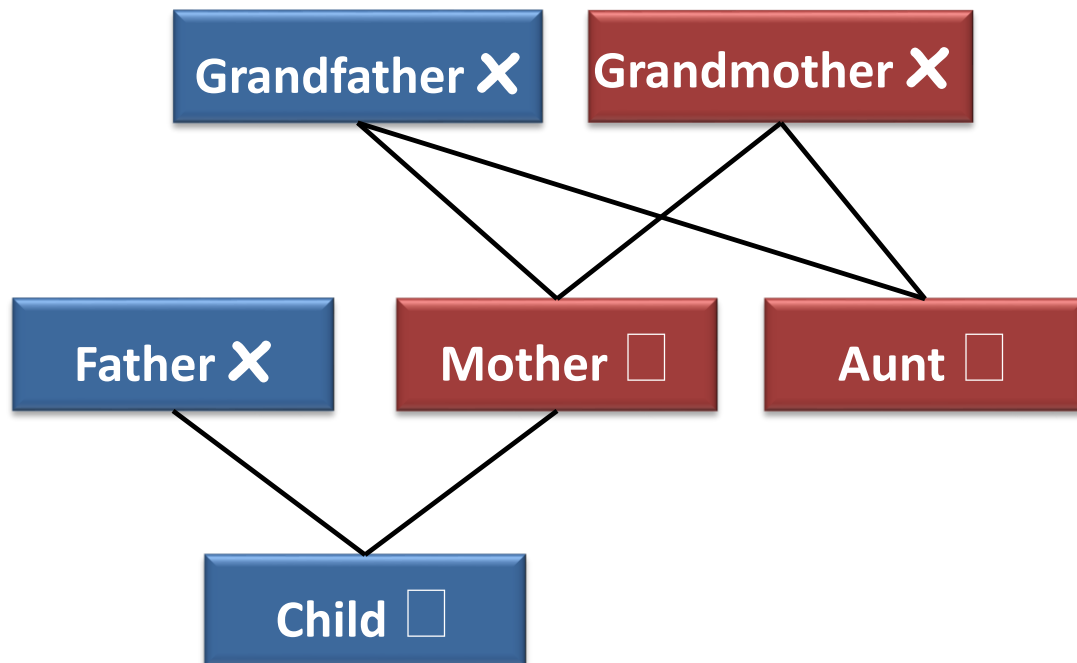 Grandfather ✕
Grandmother ✕
Father ✕
Mother □
Aunt □
Child □